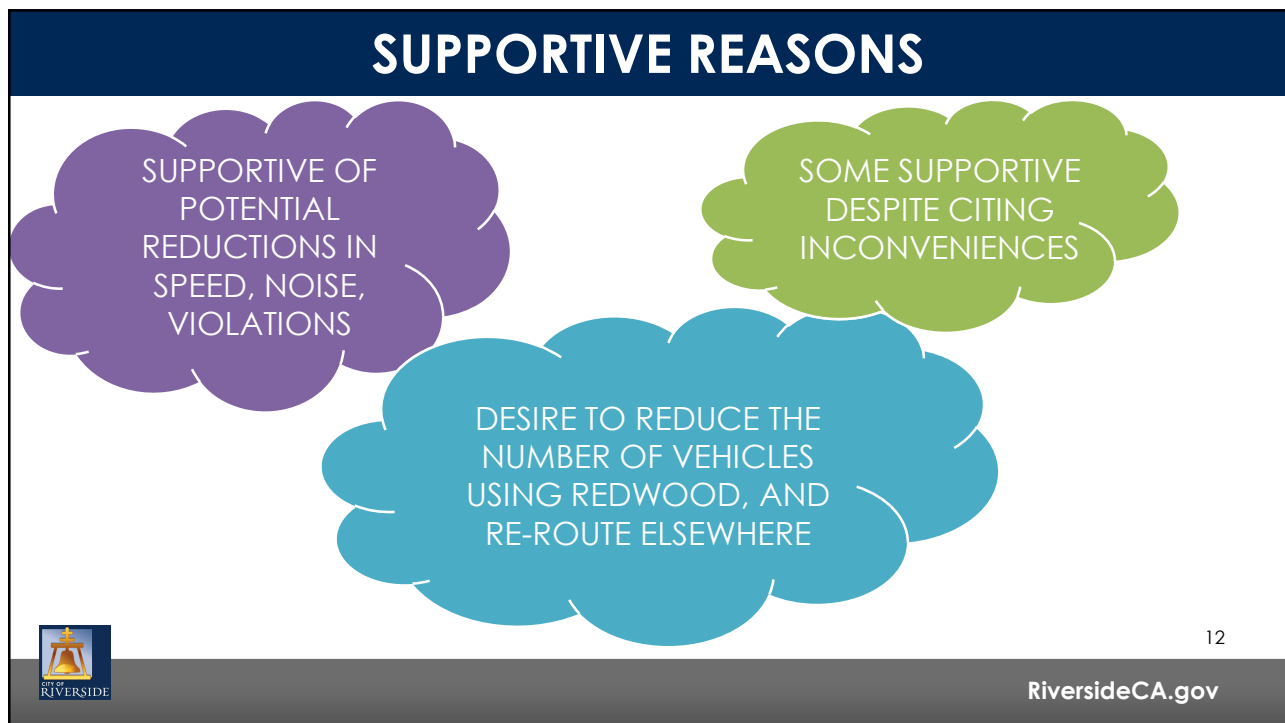 SUPPORTIVE REASONS
SUPPORTIVE OF
POTENTIAL
REDUCTIONS IN
SPEED, NOISE,
VIOLATIONS
SOME SUPPORTIVE
DESPITE CITING
INCONVENIENCES
DESIRE TO REDUCE THE
NUMBER OF VEHICLES
USING REDWOOD, AND
RE-ROUTE ELSEWHERE
12
CITY OF
RIVERSIDE
RiversideCA.gov